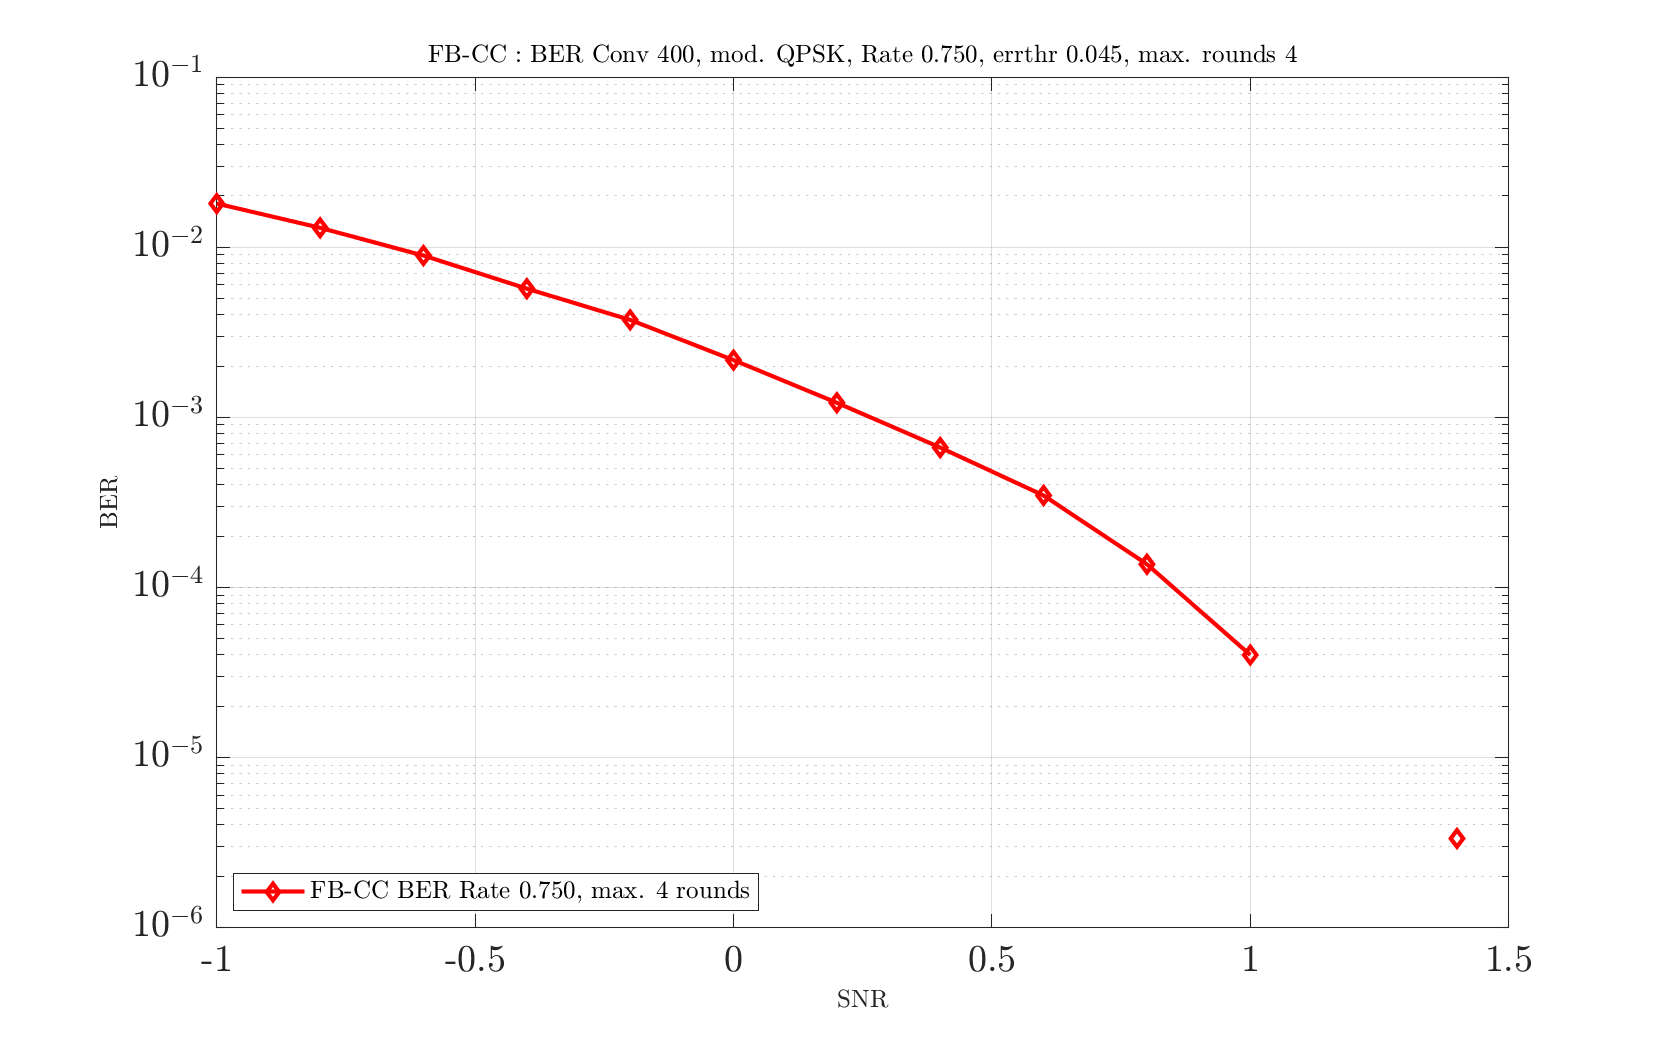 FB-CC : BER Conv 400, mod. QPSK, Rate 0.750, errthr 0.045, max. rounds 4
10⁻¹
10⁻²
10⁻³
10⁻⁴
10⁻⁵
10⁻⁶
BER
FB-CC BER Rate 0.750, max. 4 rounds
-1 -0.5 0 0.5 1 1.5
SNR